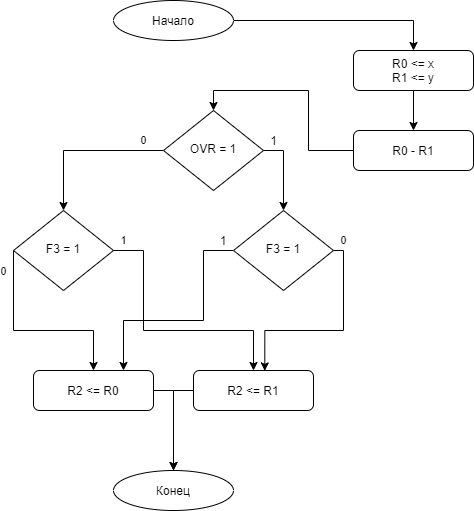 Начало
R0 <= x
R1 <= y
R0 - R1
OVR = 1
0
1
F3 = 1
0
1
F3 = 1
1
0
R2 <= R0
R2 <= R1
Конец